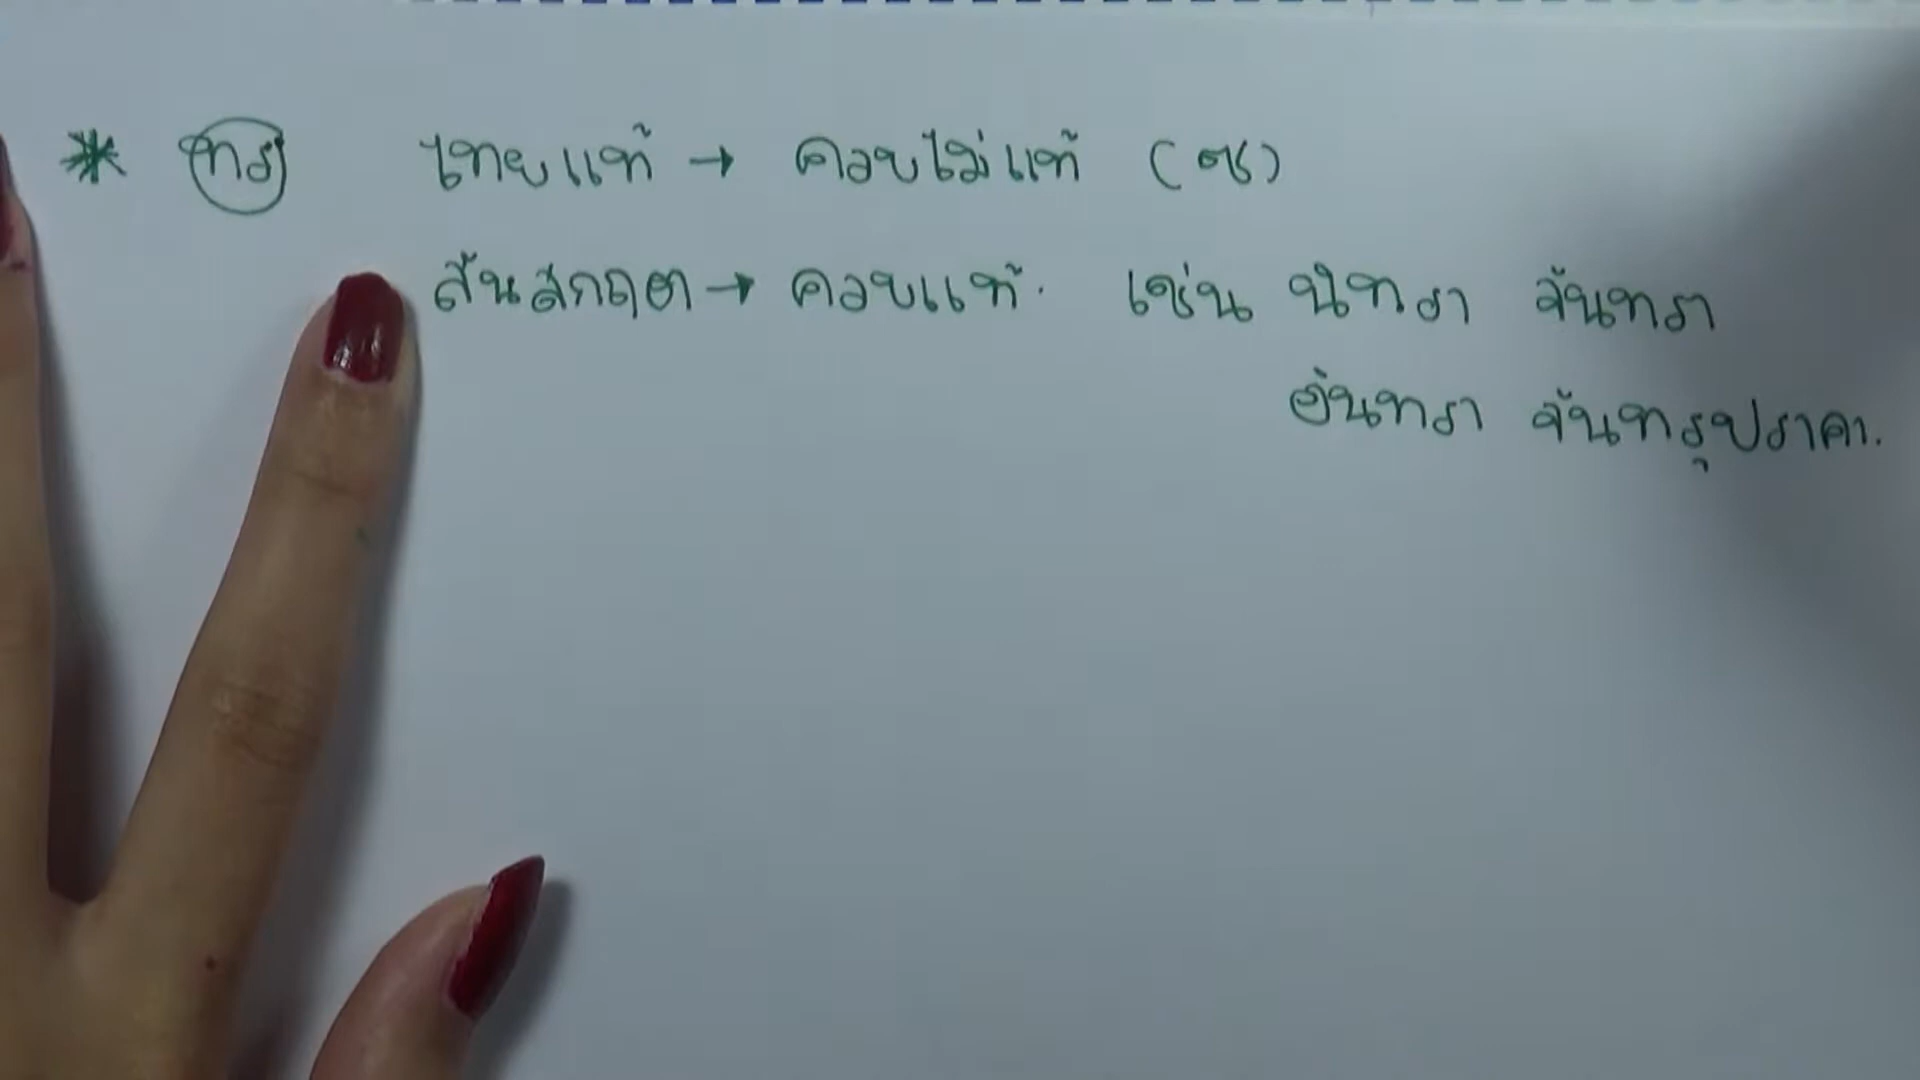 * ทร ไทยแท้ → ควบไม่แท้ (ซ)
สันสกฤต → ควบแท้. เช่น นิทรา จันทรา
อินทรา จันทรุปราคา.